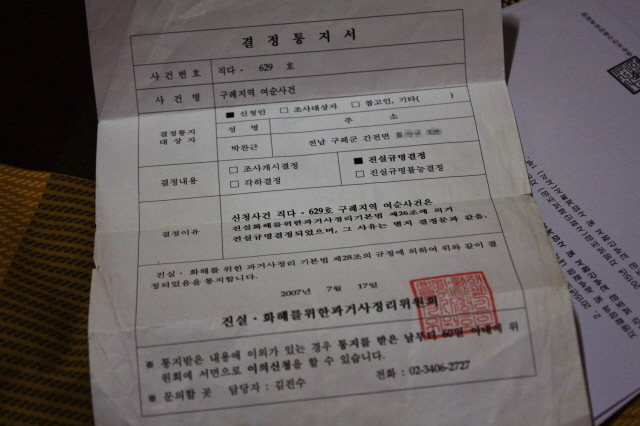 결 정 통 지 서
사 건 번 호 직다 - 629 호
사 건 명 구례지역 여순사건
결정통지 대 상 자
■ 신청인 □ 조사대상자 □ 참고인, 기타( )
성 명 주 소
박찬근 전남 구례군 간전면
결정내용
□ 조사개시결정 ■ 진실규명결정
□ 각하결정 □ 진실규명불능결정
결정이유
신청사건 직다 - 629호 구례지역 여순사건은
진실화해를위한과거사정리기본법 제26조에 의거
진실규명결정되었으며, 그 사유는 별지 결정문과 같음.
진실 · 화해를 위한 과거사정리 기본법 제28조의 규정에 의하여 위와 같이 결
정되었음을 통지합니다.
2007년 7월 17일
진실 · 화해를위한과거사정리위원회
※ 통지받은 내용에 이의가 있는 경우 통지를 받은 날부터 60일 이내에 위
원회에 서면으로 이의신청을 할 수 있습니다.
※ 문의할 곳 담당자 : 김진수 전화 : 02-3406-2727